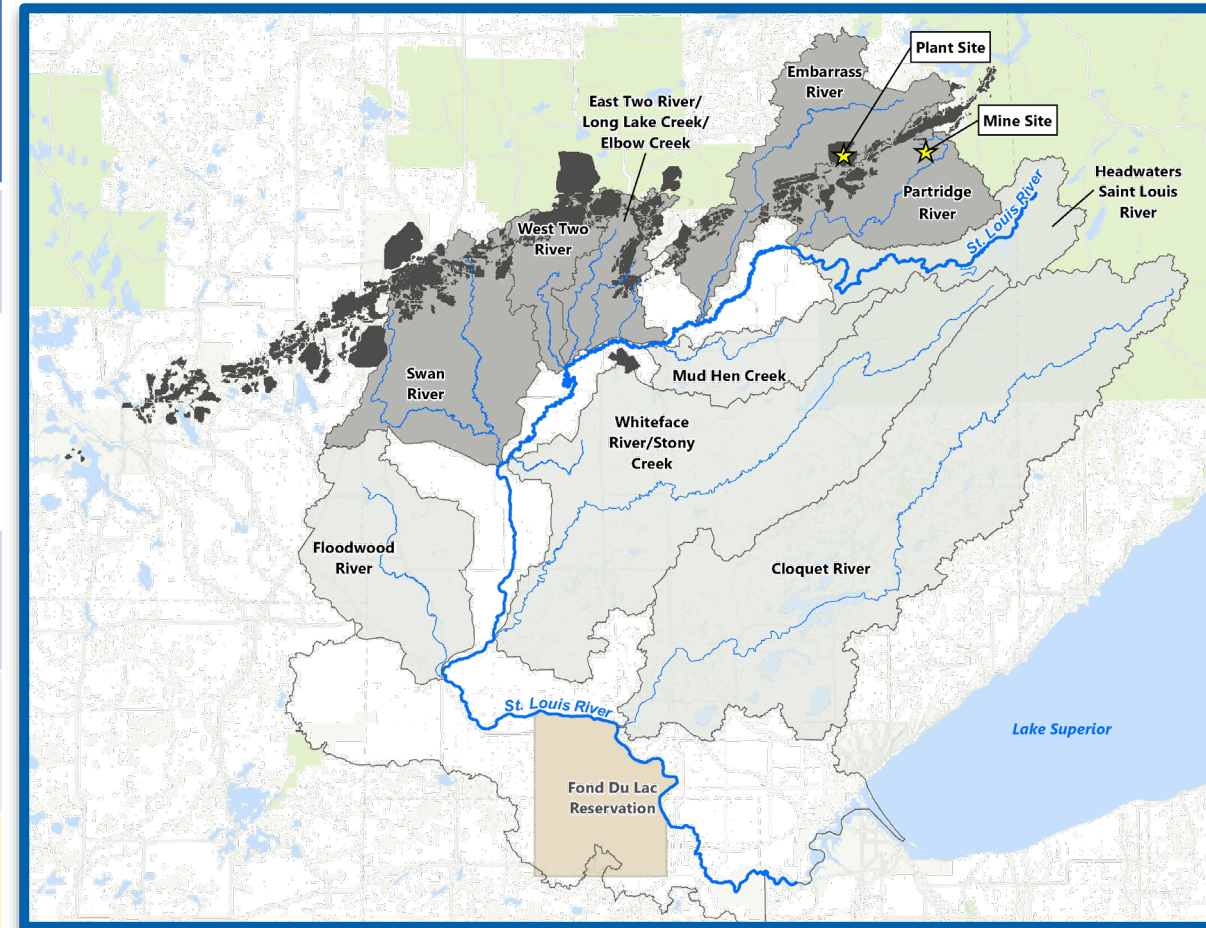 Plant Site
Embarrass
River
East Two River/
Long Lake Creek/
Elbow Creek
Mine Site
Headwaters
Saint Louis
River
Partridge
River
St. Louis River
West Two
River
Swan
River
Mud Hen Creek
Whiteface
River/Stony
Creek
Floodwood
River
Cloquet River
St. Louis River
Lake Superior
Fond Du Lac
Reservation